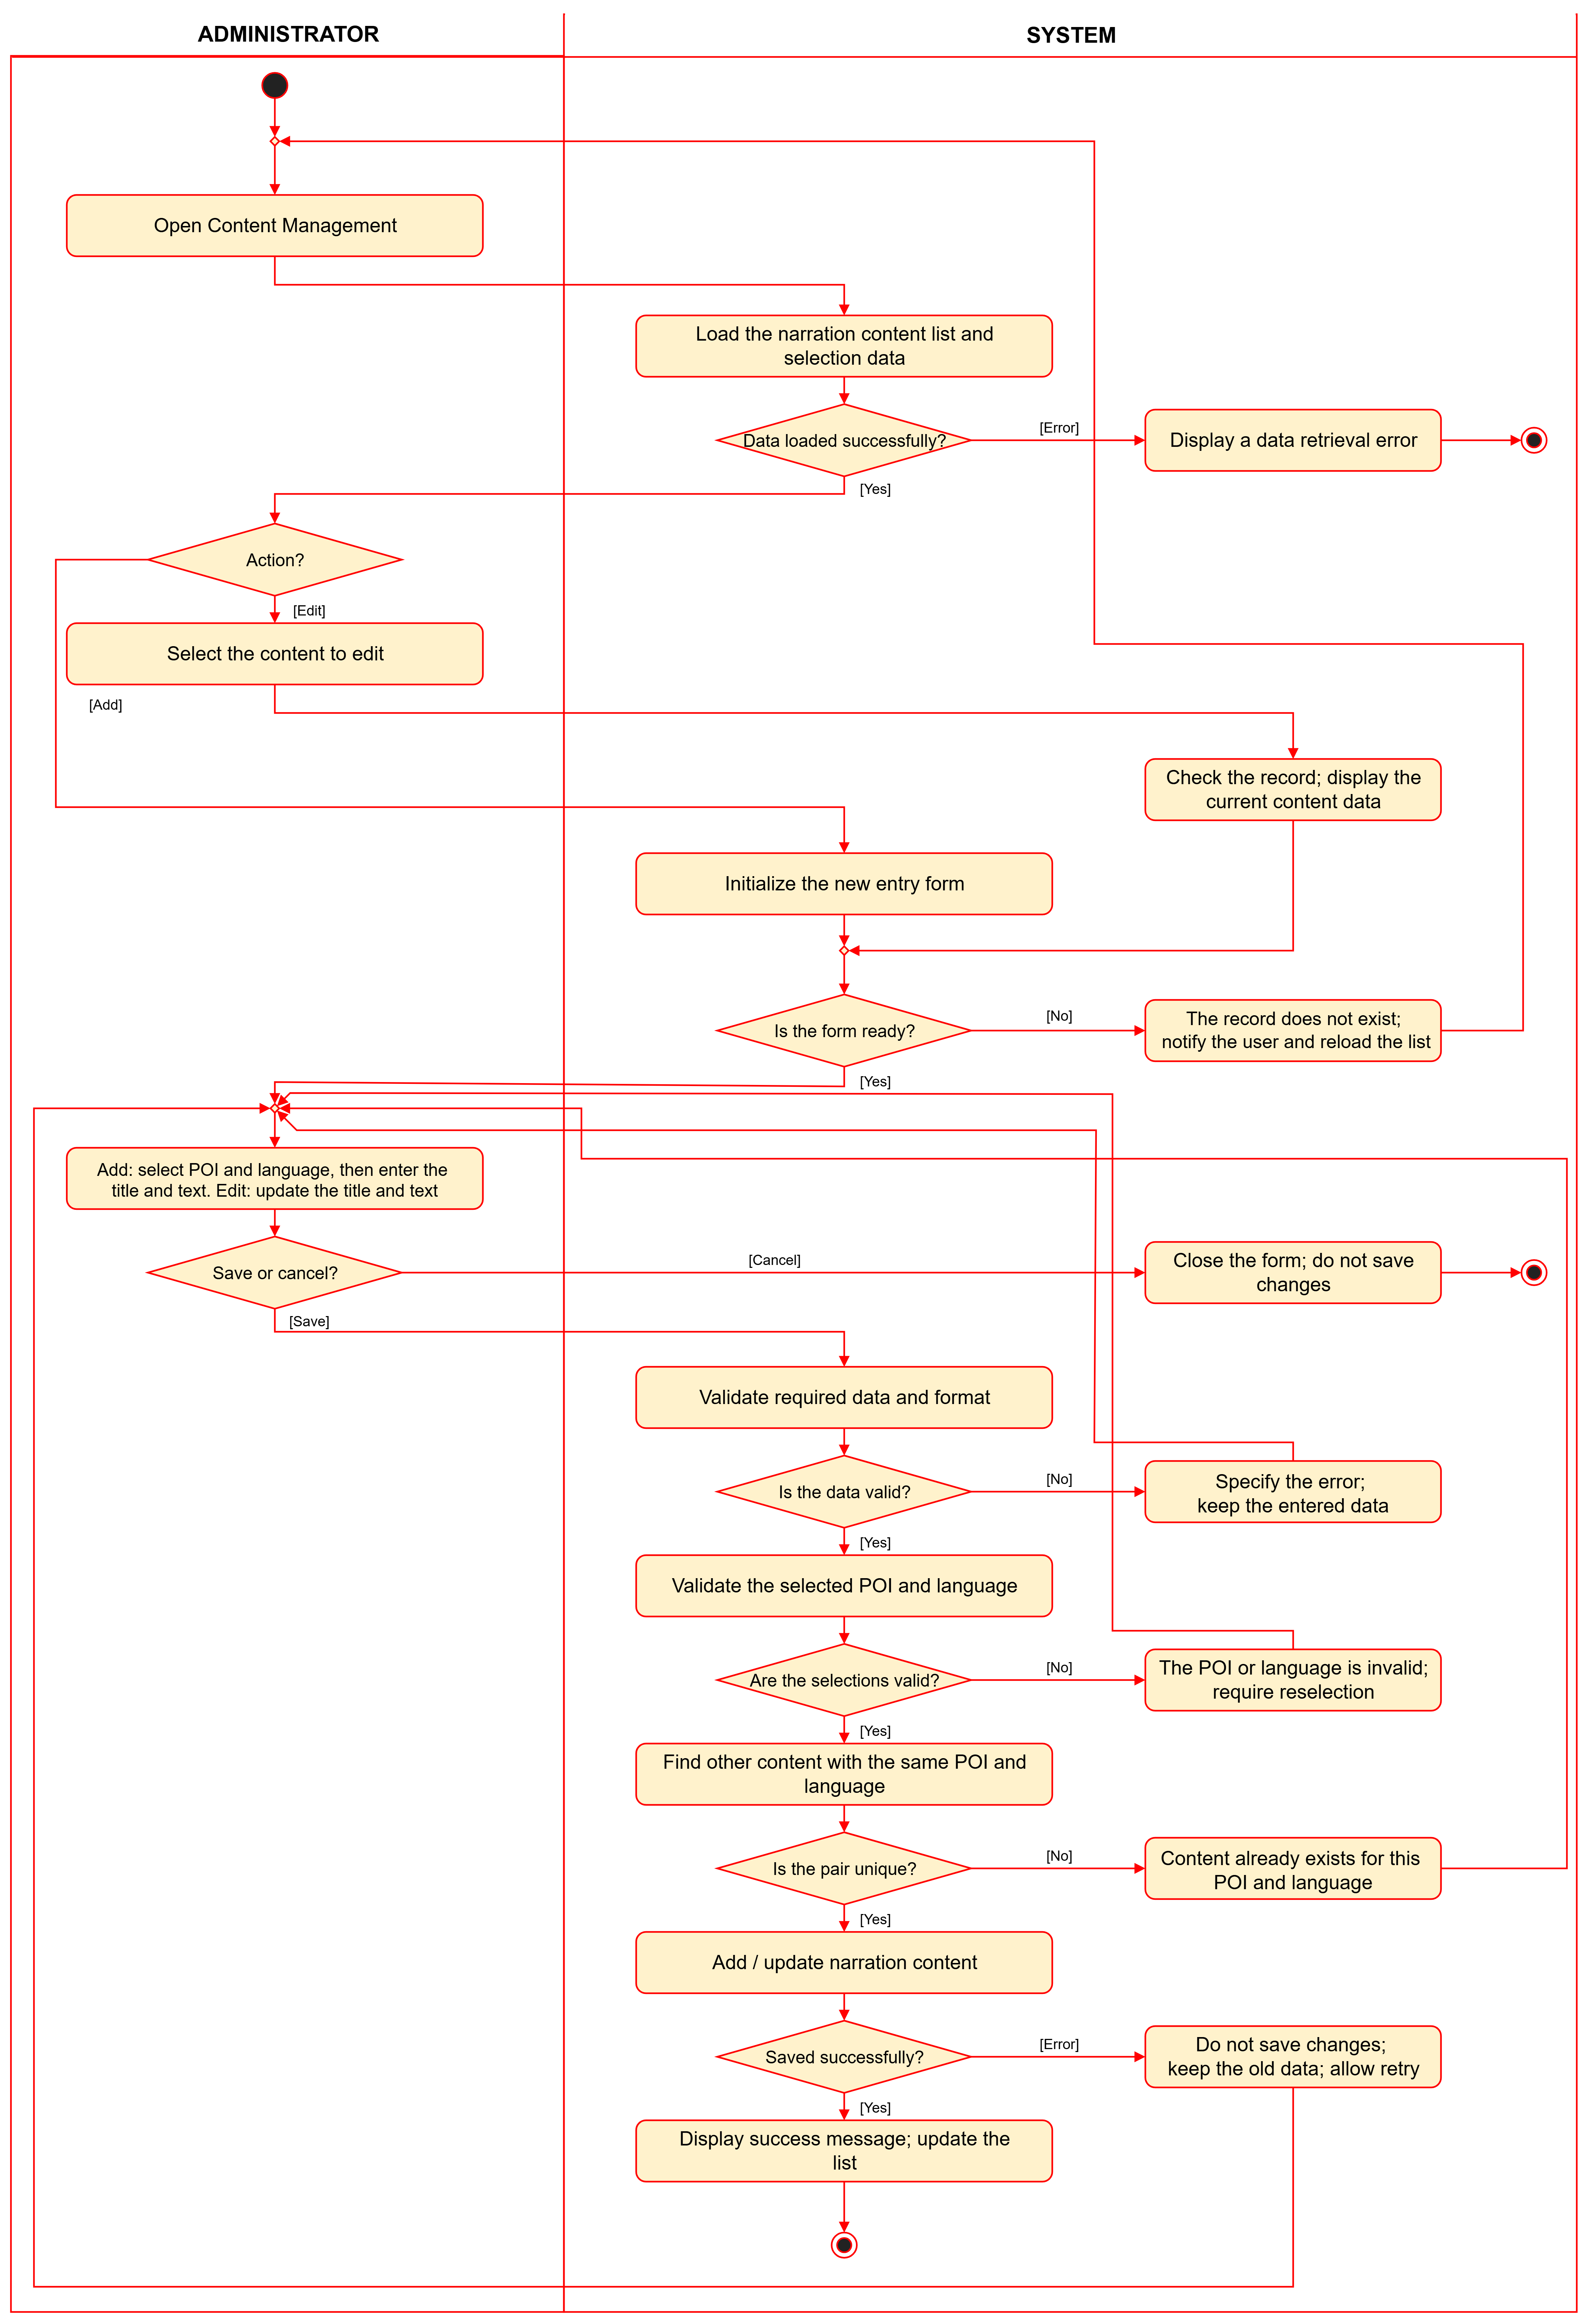 ADMINISTRATOR
SYSTEM
Open Content Management
Load the narration content list and
selection data
Data loaded successfully?
[Error]
Display a data retrieval error
[Yes]
Action?
[Edit]
Select the content to edit
[Add]
Check the record; display the
current content data
Initialize the new entry form
Is the form ready?
[No]
The record does not exist;
notify the user and reload the list
[Yes]
Add: select POI and language, then enter the
title and text. Edit: update the title and text
Save or cancel?
[Cancel]
Close the form; do not save
changes
[Save]
Validate required data and format
Is the data valid?
[No]
Specify the error;
keep the entered data
[Yes]
Validate the selected POI and language
Are the selections valid?
[No]
The POI or language is invalid;
require reselection
[Yes]
Find other content with the same POI and
language
Is the pair unique?
[No]
Content already exists for this
POI and language
[Yes]
Add / update narration content
Saved successfully?
[Error]
Do not save changes;
keep the old data; allow retry
[Yes]
Display success message; update the
list